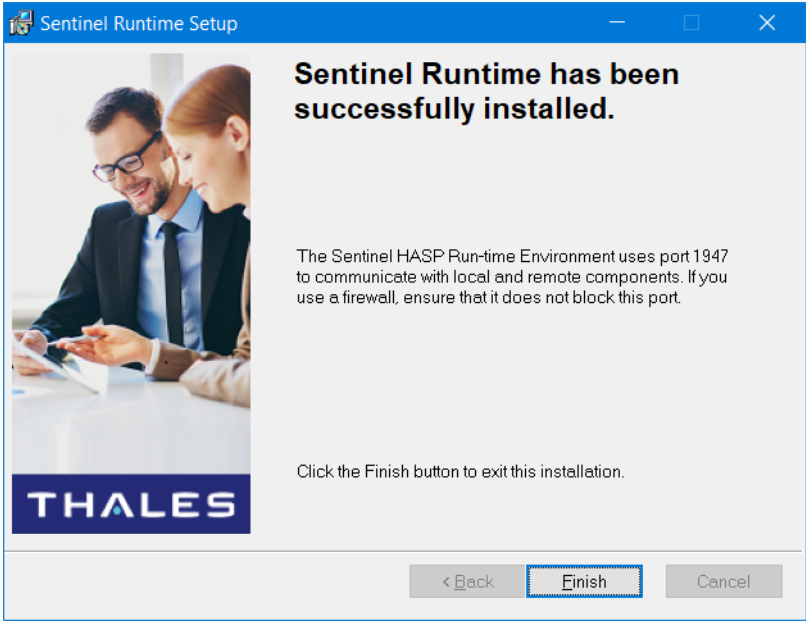 Sentinel Runtime Setup
Sentinel Runtime has been
successfully installed.
The Sentinel HASP Run-time Environment uses port 1947
to communicate with local and remote components. If you
use a firewall, ensure that it does not block this port.
Click the Finish button to exit this installation.
THALES
< Back
Finish
Cancel